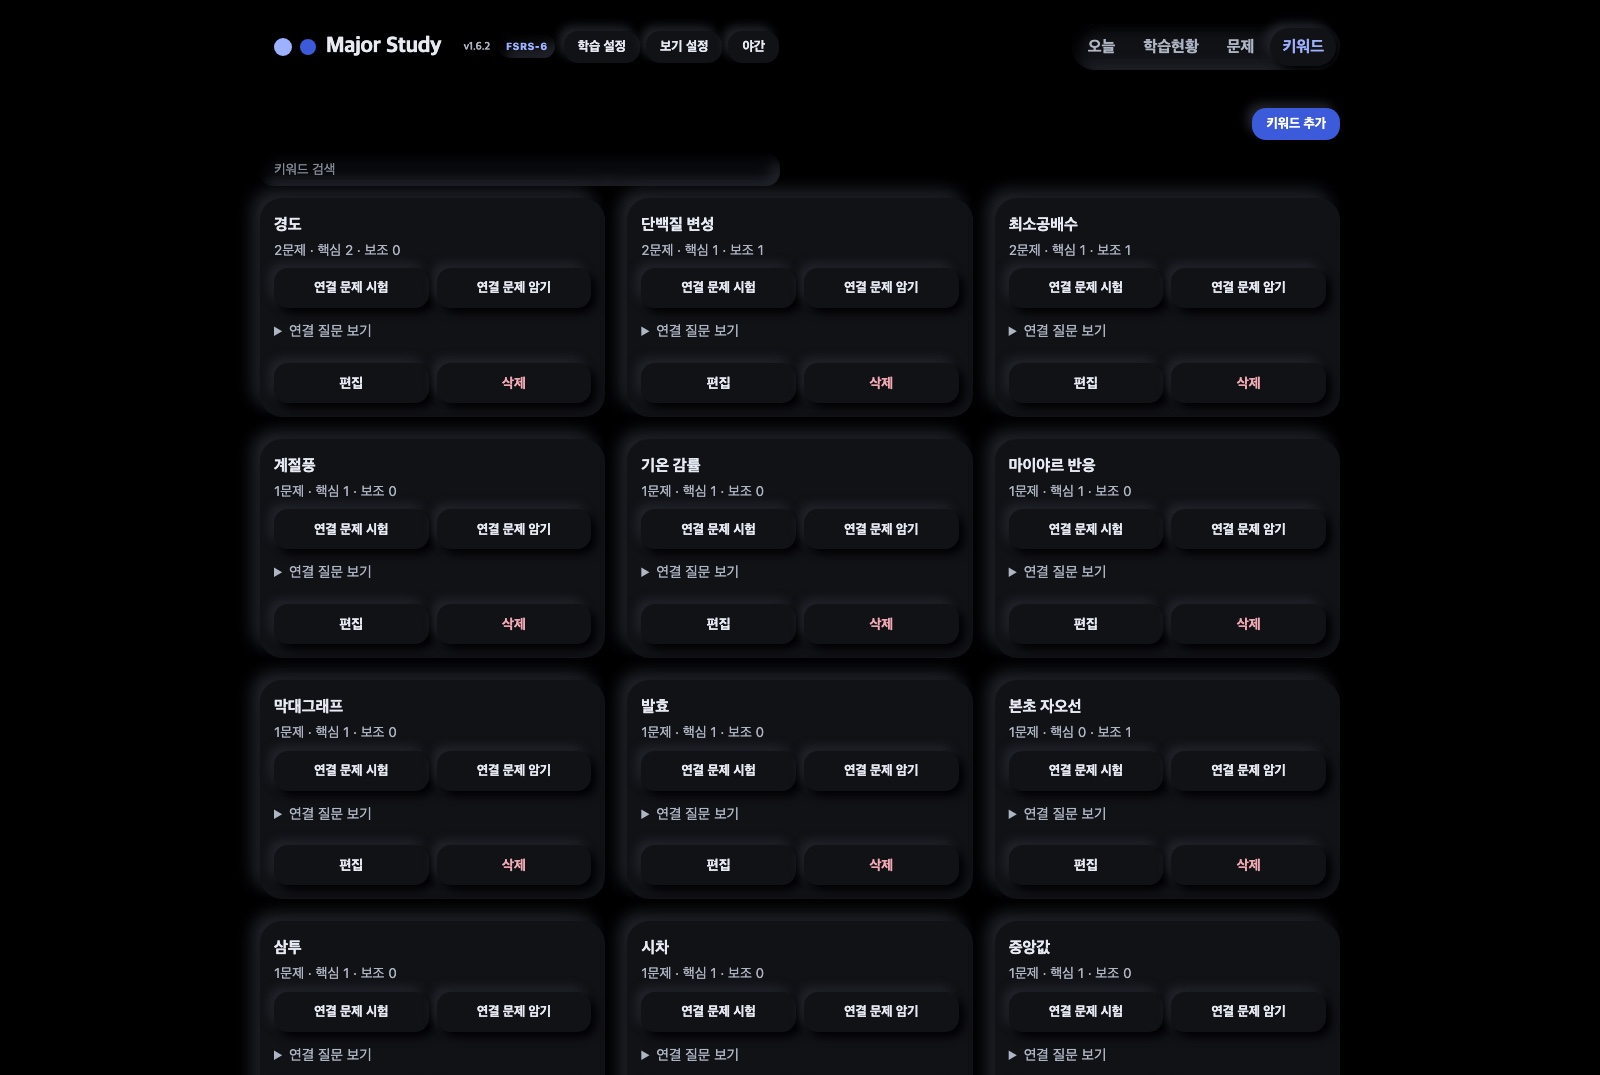 Major Study v1.6.2 FSRS-6 학습 설정 보기 설정 야간 오늘 학습현황 문제 키워드
키워드 추가
키워드 검색
경도 단백질 변성 최소공배수
2문제 · 핵심 2 · 보조 0 2문제 · 핵심 1 · 보조 1 2문제 · 핵심 1 · 보조 1
연결 문제 시험 연결 문제 암기 연결 문제 시험 연결 문제 암기 연결 문제 시험 연결 문제 암기
▶ 연결 질문 보기 ▶ 연결 질문 보기 ▶ 연결 질문 보기
편집 삭제 편집 삭제 편집 삭제
계절풍 기온 감률 마이야르 반응
1문제 · 핵심 1 · 보조 0 1문제 · 핵심 1 · 보조 0 1문제 · 핵심 1 · 보조 0
연결 문제 시험 연결 문제 암기 연결 문제 시험 연결 문제 암기 연결 문제 시험 연결 문제 암기
▶ 연결 질문 보기 ▶ 연결 질문 보기 ▶ 연결 질문 보기
편집 삭제 편집 삭제 편집 삭제
막대그래프 발효 본초 자오선
1문제 · 핵심 1 · 보조 0 1문제 · 핵심 1 · 보조 0 1문제 · 핵심 0 · 보조 1
연결 문제 시험 연결 문제 암기 연결 문제 시험 연결 문제 암기 연결 문제 시험 연결 문제 암기
▶ 연결 질문 보기 ▶ 연결 질문 보기 ▶ 연결 질문 보기
편집 삭제 편집 삭제 편집 삭제
삼투 시차 중앙값
1문제 · 핵심 1 · 보조 0 1문제 · 핵심 1 · 보조 0 1문제 · 핵심 1 · 보조 0
연결 문제 시험 연결 문제 암기 연결 문제 시험 연결 문제 암기 연결 문제 시험 연결 문제 암기
▶ 연결 질문 보기 ▶ 연결 질문 보기 ▶ 연결 질문 보기